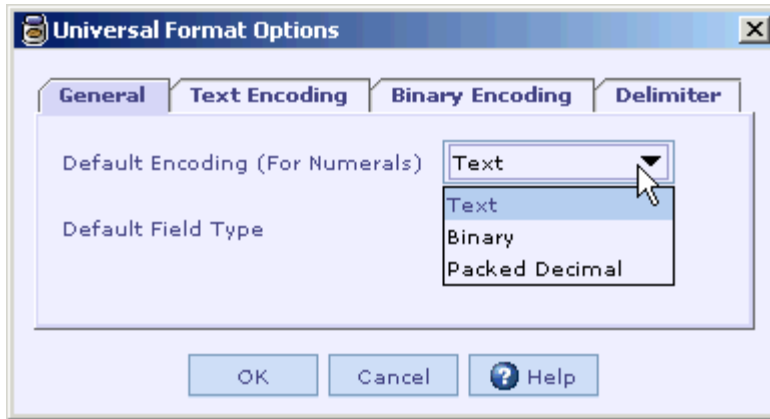 Universal Format Options
General Text Encoding Binary Encoding Delimiter
Default Encoding (For Numerals) Text
Text
Default Field Type
Binary
Packed Decimal
OK Cancel Help